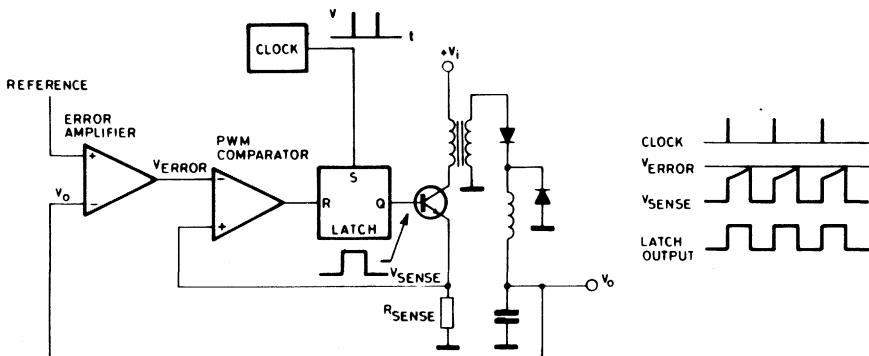 V
t
CLOCK
+Vi
REFERENCE
ERROR
AMPLIFIER
PWM
COMPARATOR
CLOCK
+
VERROR
−
S
VERROR
Vo
−
+
R
Q
LATCH
VSENSE
VSENSE
LATCH
OUTPUT
RSENSE
Vo